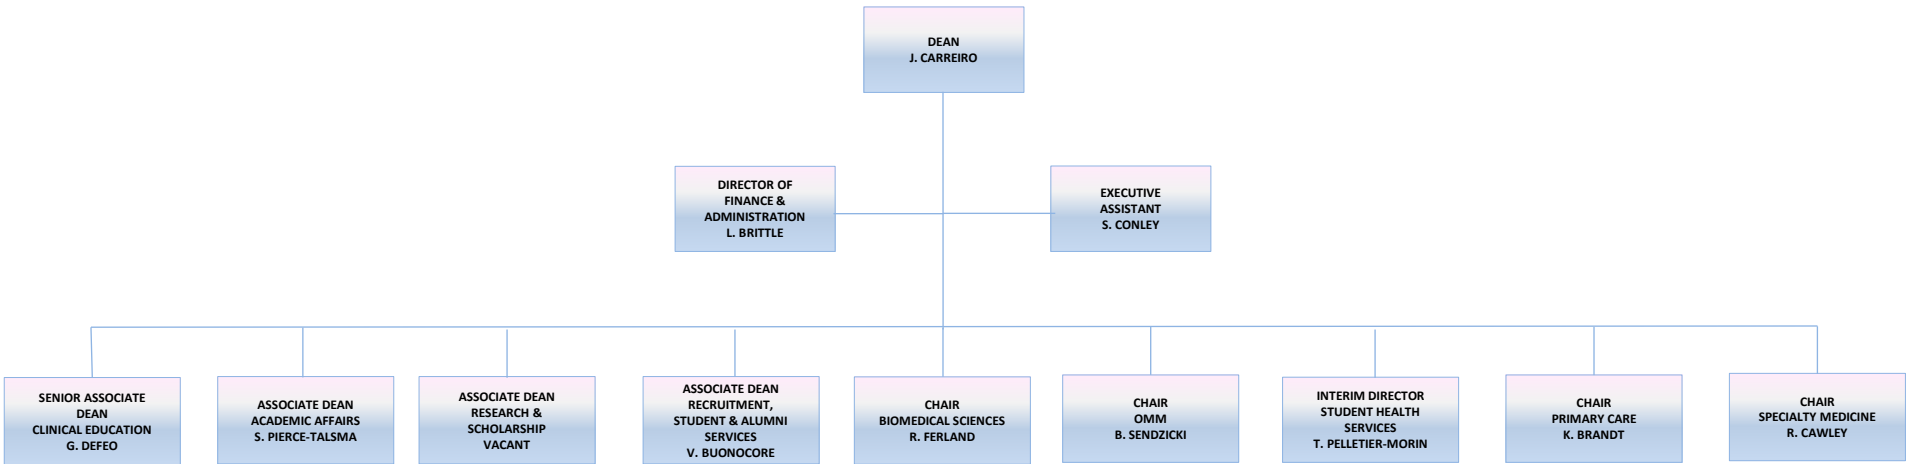 DEAN
J. CARREIRO
DIRECTOR OF
FINANCE &
ADMINISTRATION
L. BRITTLE
EXECUTIVE
ASSISTANT
S. CONLEY
SENIOR ASSOCIATE
DEAN
CLINICAL EDUCATION
G. DEFEO
ASSOCIATE DEAN
ACADEMIC AFFAIRS
S. PIERCE-TALSMA
ASSOCIATE DEAN
RESEARCH &
SCHOLARSHIP
VACANT
ASSOCIATE DEAN
RECRUITMENT,
STUDENT & ALUMNI
SERVICES
V. BUONOCORE
CHAIR
BIOMEDICAL SCIENCES
R. FERLAND
CHAIR
OMM
B. SENDZICKI
INTERIM DIRECTOR
STUDENT HEALTH
SERVICES
T. PELLETIER-MORIN
CHAIR
PRIMARY CARE
K. BRANDT
CHAIR
SPECIALTY MEDICINE
R. CAWLEY